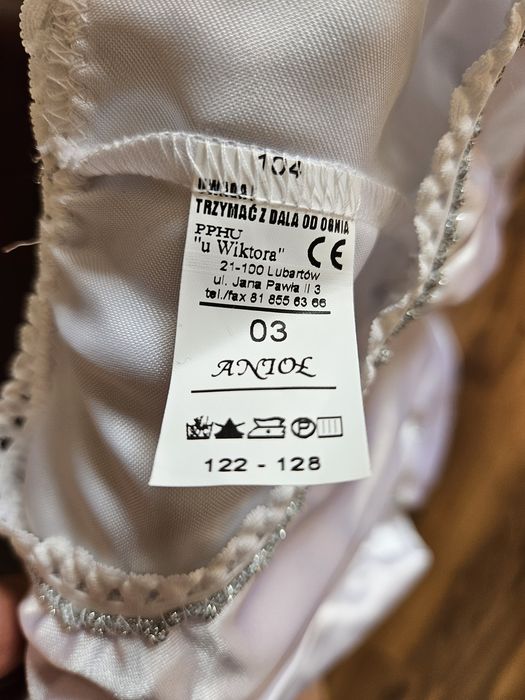 104
UWAGA!
TRZYMAĆ Z DALA OD OGNIA
PPHU
"u Wiktora"
CE
21-100 Lubartów
ul. Jana Pawła II 3
tel./fax 81 855 63 66
03
ANIOŁ
P
122 - 128